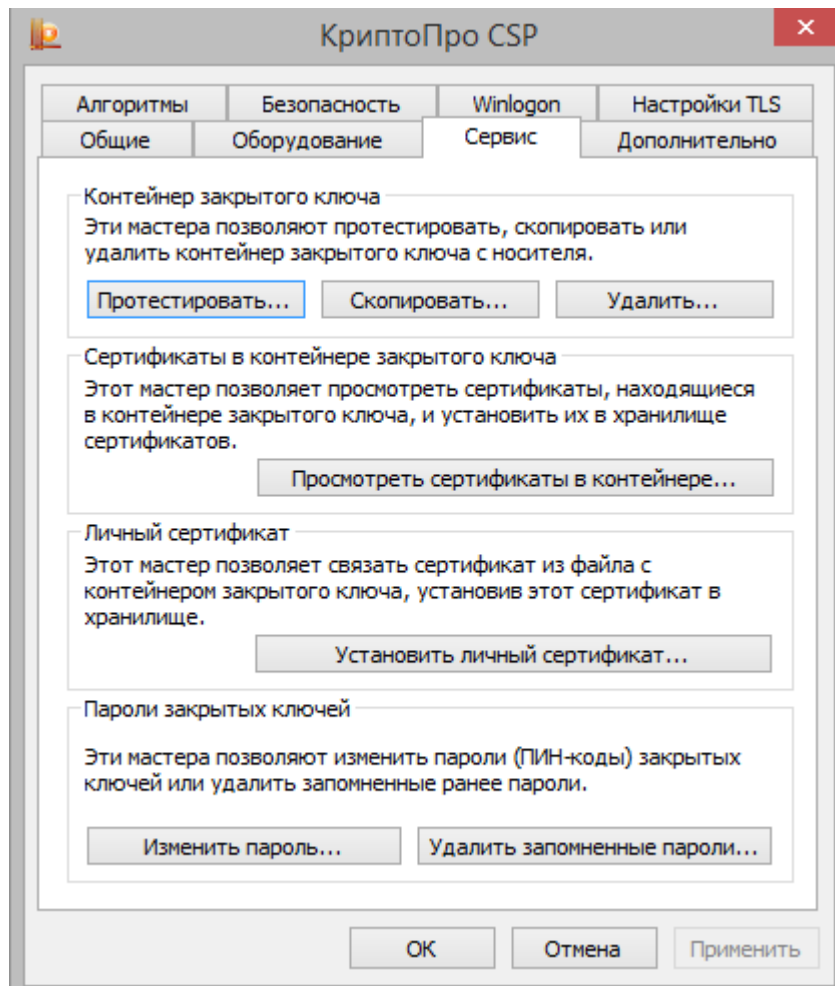 КриптоПро CSP
Алгоритмы Безопасность Winlogon Настройки TLS
Общие Оборудование Сервис Дополнительно
Контейнер закрытого ключа
Эти мастера позволяют протестировать, скопировать или
удалить контейнер закрытого ключа с носителя.
Протестировать... Скопировать... Удалить...
Сертификаты в контейнере закрытого ключа
Этот мастер позволяет просмотреть сертификаты, находящиеся
в контейнере закрытого ключа, и установить их в хранилище
сертификатов.
Просмотреть сертификаты в контейнере...
Личный сертификат
Этот мастер позволяет связать сертификат из файла с
контейнером закрытого ключа, установив этот сертификат в
хранилище.
Установить личный сертификат...
Пароли закрытых ключей
Эти мастера позволяют изменить пароли (ПИН-коды) закрытых
ключей или удалить запомненные ранее пароли.
Изменить пароль... Удалить запомненные пароли...
ОК Отмена Применить